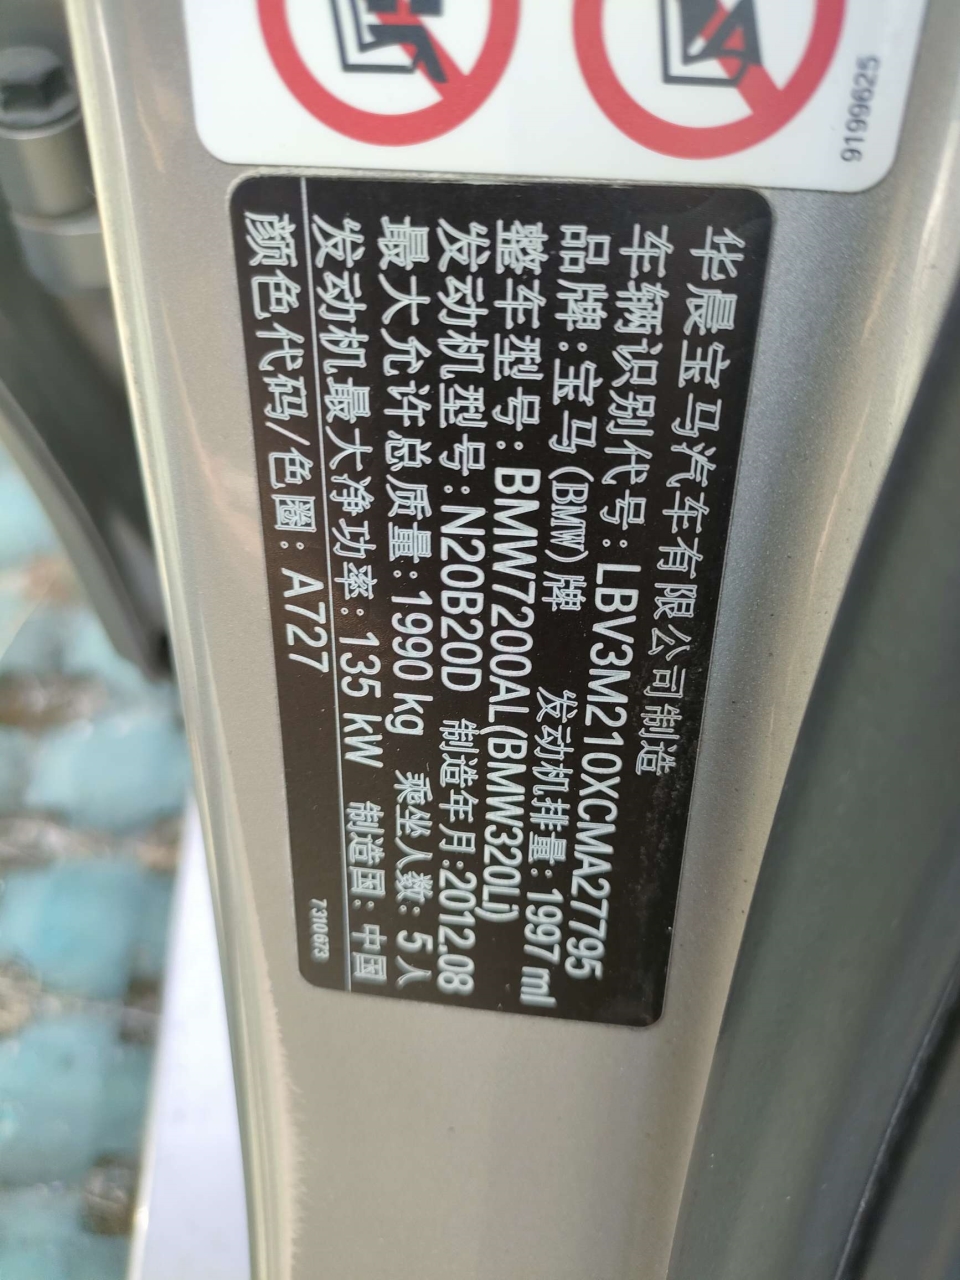 9199625
华晨宝马汽车有限公司制造
车辆识别代号:LBV3M210XCMA27795
品牌:宝马(BMW)牌 发动机排量:1997 ml
整车型号:BMW7200AL(BMW320Li)
发动机型号:N20B20D 制造年月:2012.08
最大允许总质量:1990 kg 乘坐人数:5人
发动机最大净功率:135 kW 制造国:中国
颜色代码/色圈:A727
7310673